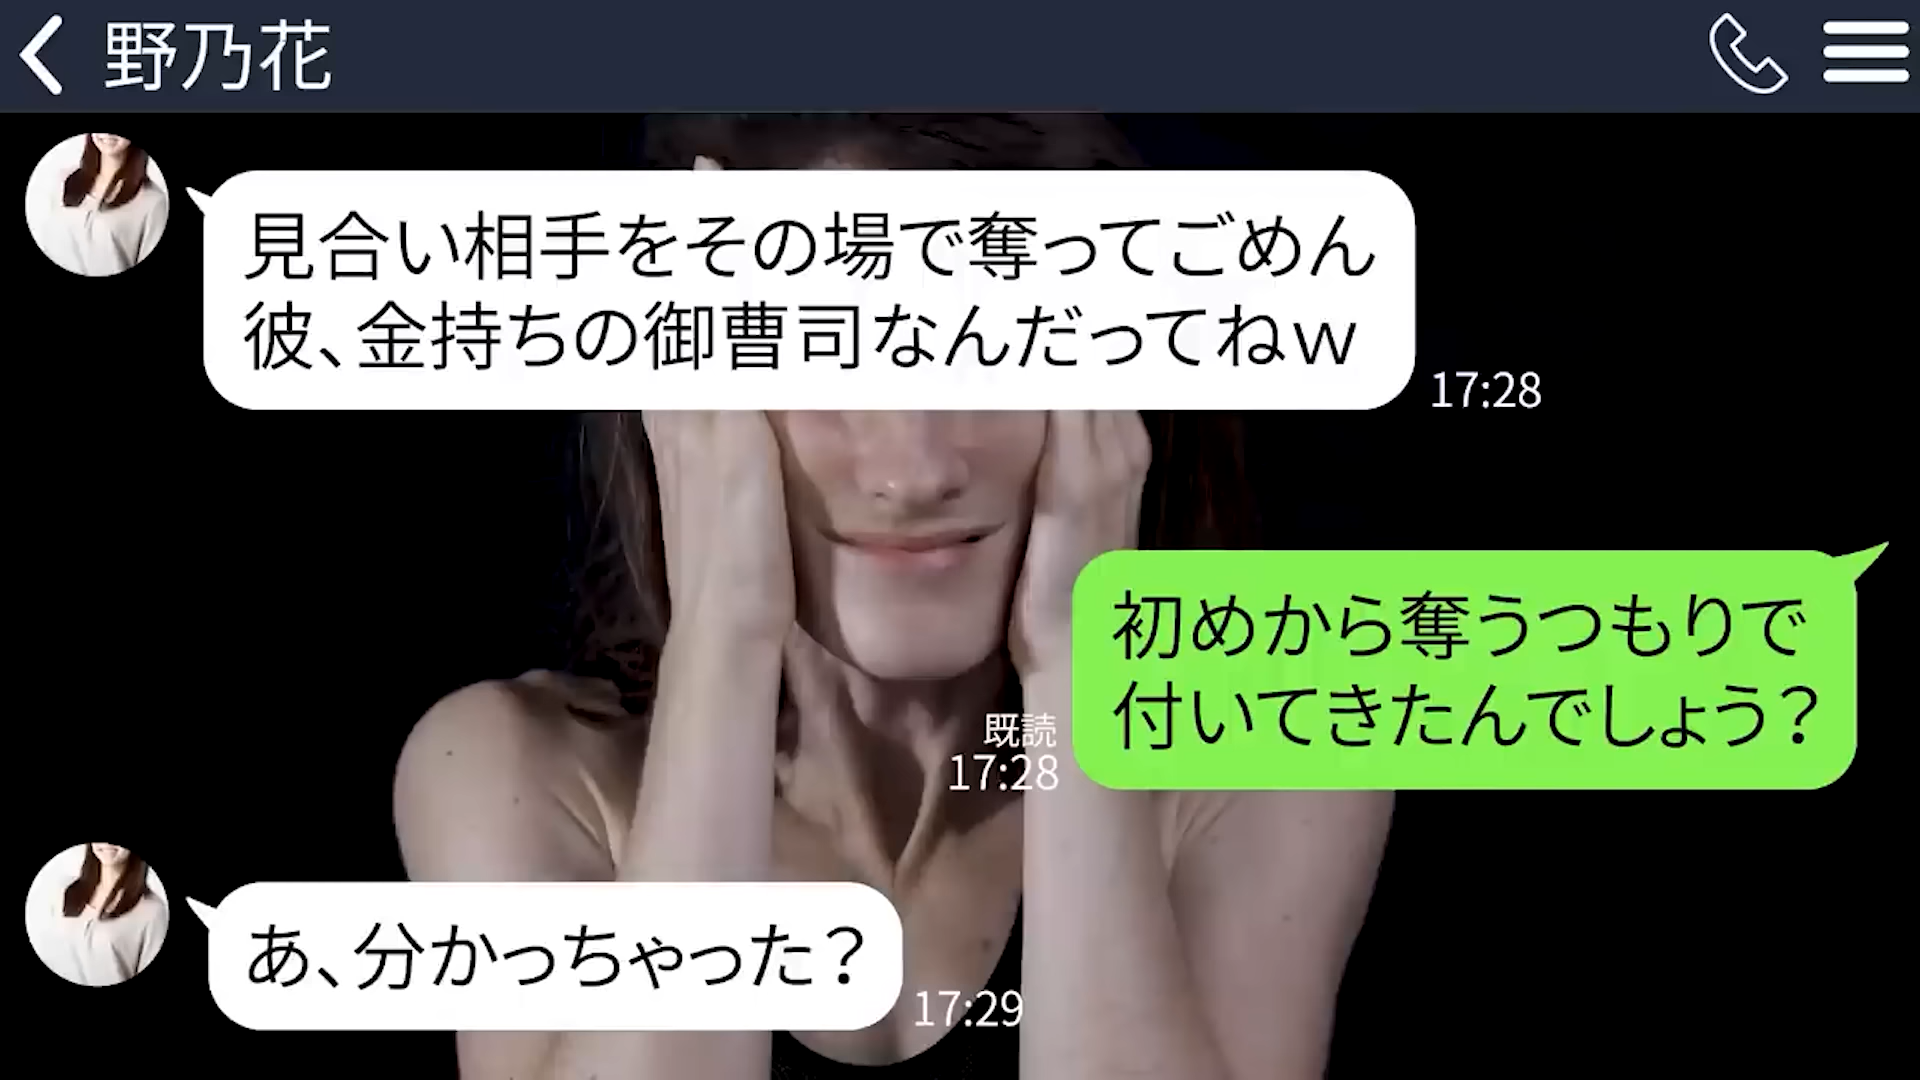 野乃花
見合い相手をその場で奪ってごめん
彼、金持ちの御曹司なんだってねｗ
17:28
初めから奪うつもりで
付いてきたんでしょう？
既読
17:28
あ、分かっちゃった？
17:29